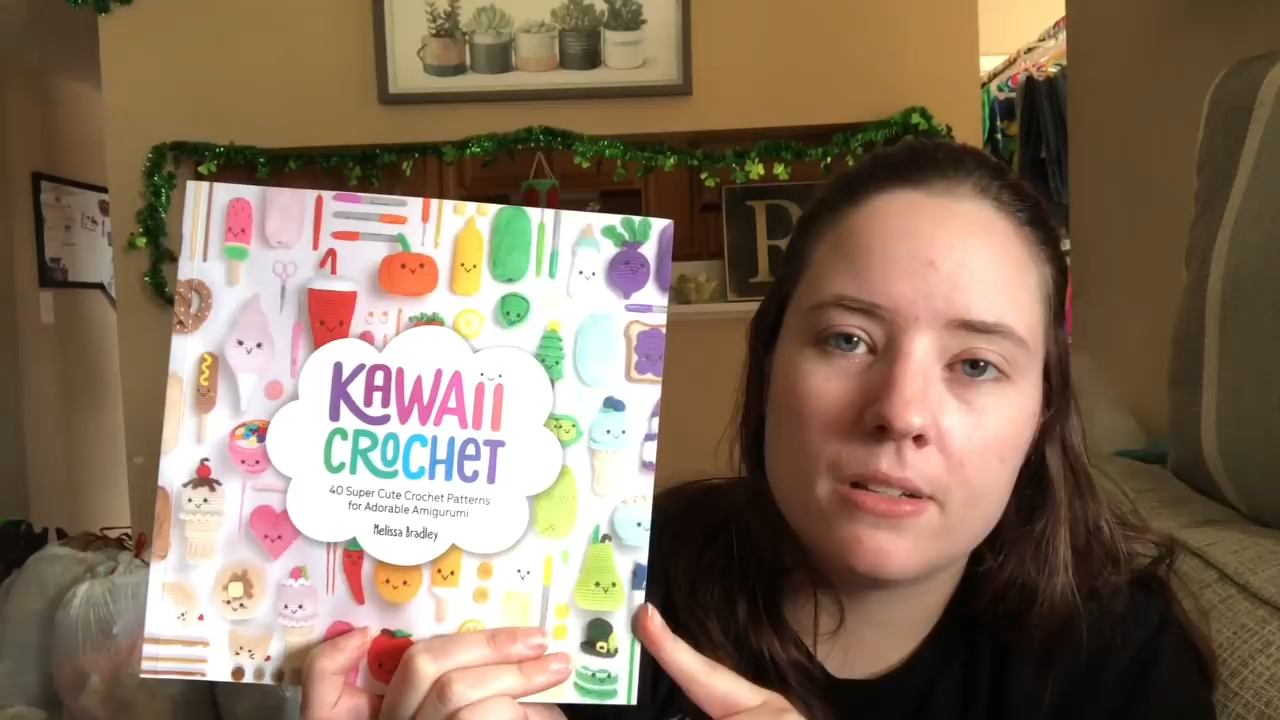 R
KAWAii
CROCHET
40 Super Cute Crochet Patterns
for Adorable Amigurumi
Melissa Bradley